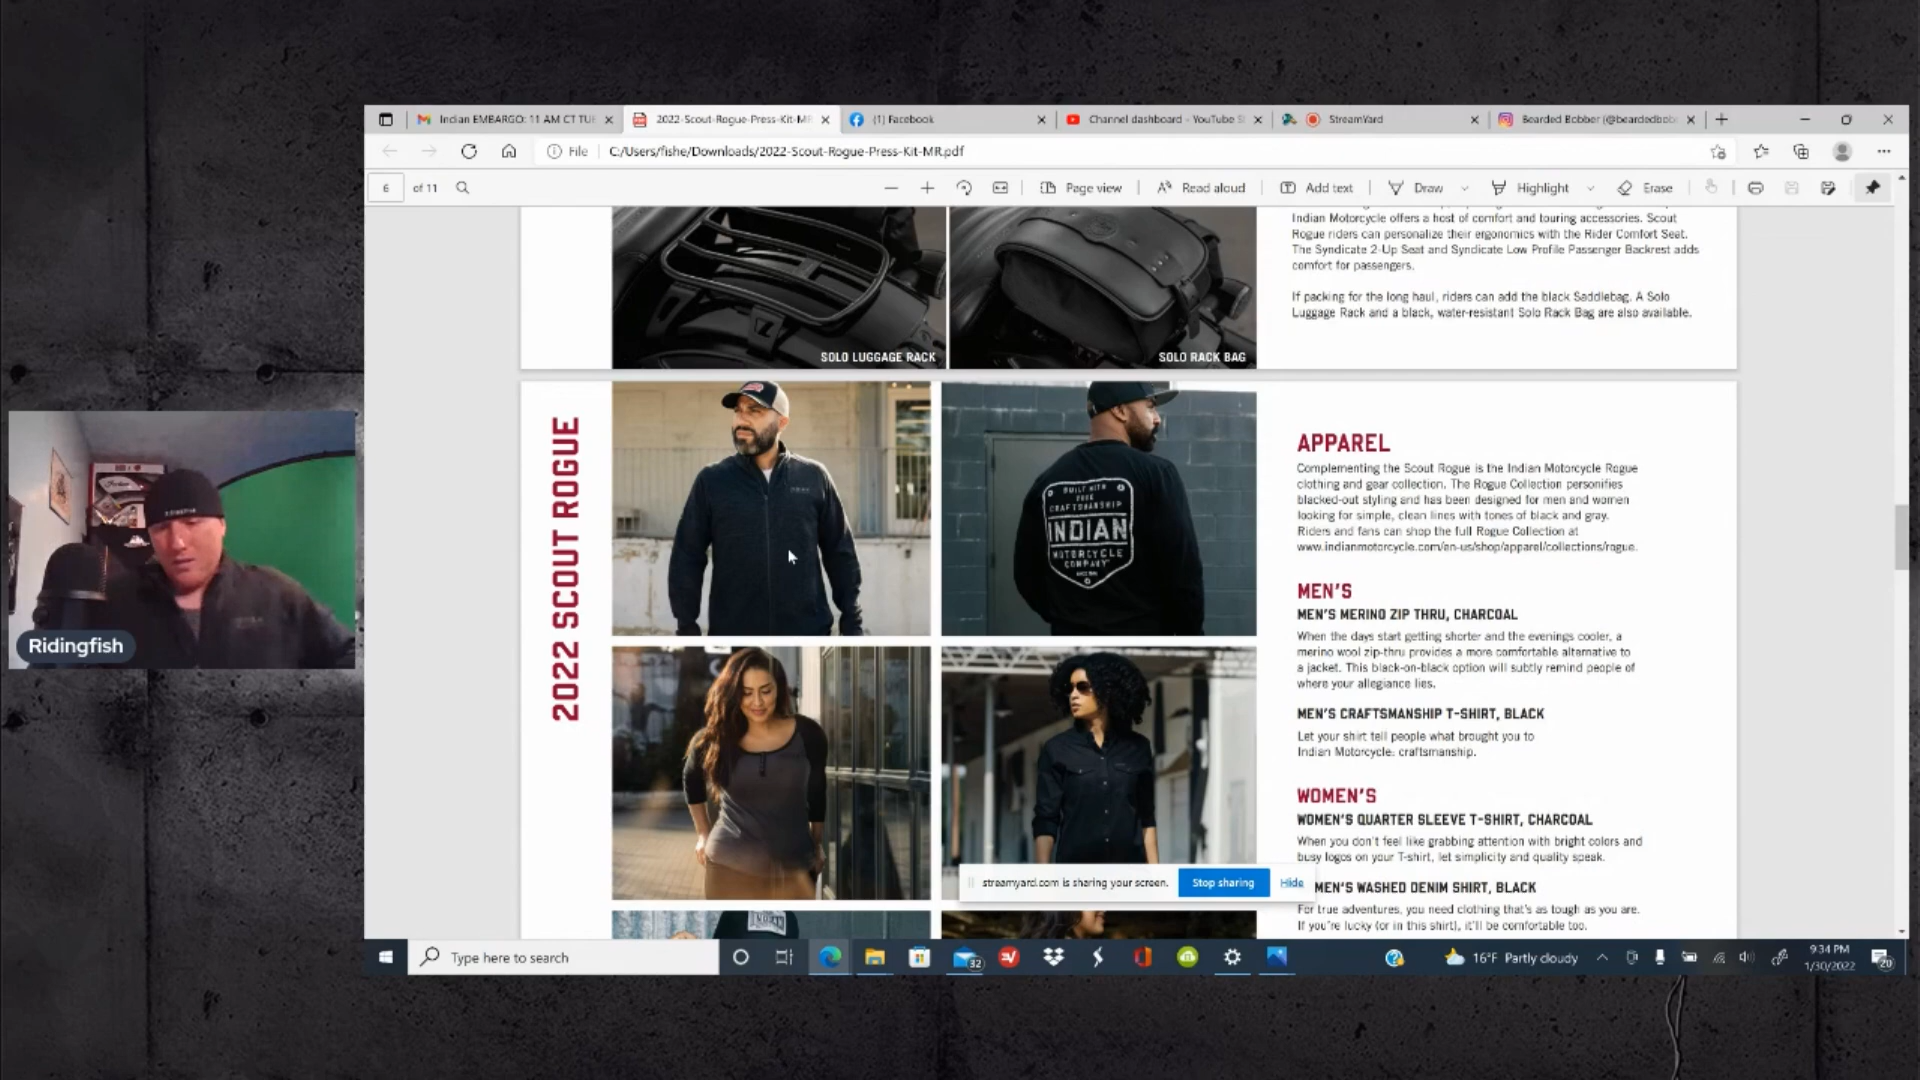 Indian EMBARGO: 11 AM CT TUE
2022-Scout-Rogue-Press-Kit-MR
(1) Facebook
Channel dashboard - YouTube S
StreamYard
Bearded Bobber (@beardedbob
File
C:/Users/fishe/Downloads/2022-Scout-Rogue-Press-Kit-MR.pdf
6 of 11
Page view
Read aloud
Add text
Draw
Highlight
Erase
Indian Motorcycle offers a host of comfort and touring accessories. Scout
Rogue riders can personalize their ergonomics with the Rider Comfort Seat.
The Syndicate 2-Up Seat and Syndicate Low Profile Passenger Backrest adds
comfort for passengers.
If packing for the long haul, riders can add the black Saddlebag. A Solo
Luggage Rack and a black, water-resistant Solo Rack Bag are also available.
SOLO LUGGAGE RACK
SOLO RACK BAG
2022 SCOUT ROGUE
BUILT WITH
TRUE
CRAFTSMANSHIP
INDIAN
MOTORCYCLE
COMPANY
APPAREL
Complementing the Scout Rogue is the Indian Motorcycle Rogue
clothing and gear collection. The Rogue Collection personifies
blacked-out styling and has been designed for men and women
looking for simple, clean lines with tones of black and gray.
Riders and fans can shop the full Rogue Collection at
www.indianmotorcycle.com/en-us/shop/apparel/collections/rogue.
MEN'S
MEN'S MERINO ZIP THRU, CHARCOAL
When the days start getting shorter and the evenings cooler, a
merino wool zip-thru provides a more comfortable alternative to
a jacket. This black-on-black option will subtly remind people of
where your allegiance lies.
MEN'S CRAFTSMANSHIP T-SHIRT, BLACK
Let your shirt tell people what brought you to
Indian Motorcycle: craftsmanship.
WOMEN'S
WOMEN'S QUARTER SLEEVE T-SHIRT, CHARCOAL
When you don't feel like grabbing attention with bright colors and
busy logos on your T-shirt, let simplicity and quality speak.
MEN'S WASHED DENIM SHIRT, BLACK
For true adventures, you need clothing that's as tough as you are.
If you're lucky (or in this shirt), it'll be comfortable too.
streamyard.com is sharing your screen.
Stop sharing
Hide
Ridingfish
Type here to search
32
16°F Partly cloudy
9:34 PM
1/30/2022
20